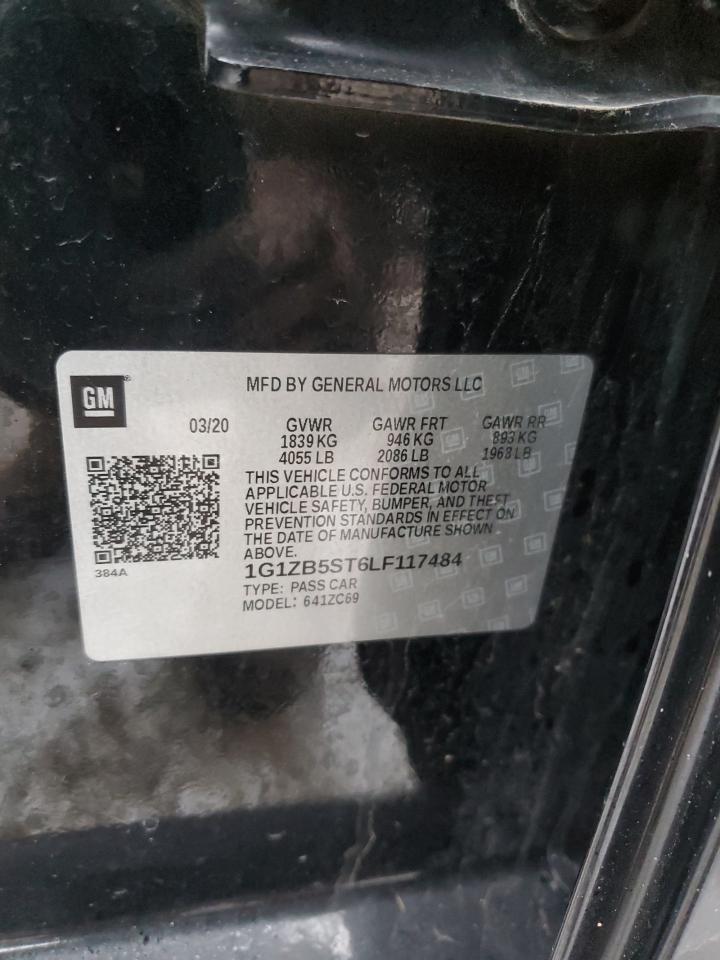 GM®
MFD BY GENERAL MOTORS LLC
03/20 GVWR GAWR FRT GAWR RR
1839 KG 946 KG 893 KG
4055 LB 2086 LB 1968 LB
THIS VEHICLE CONFORMS TO ALL
APPLICABLE U.S. FEDERAL MOTOR
VEHICLE SAFETY, BUMPER, AND THEFT
PREVENTION STANDARDS IN EFFECT ON
THE DATE OF MANUFACTURE SHOWN
ABOVE.
384A
1G1ZB5ST6LF117484
TYPE: PASS CAR
MODEL: 641ZC69